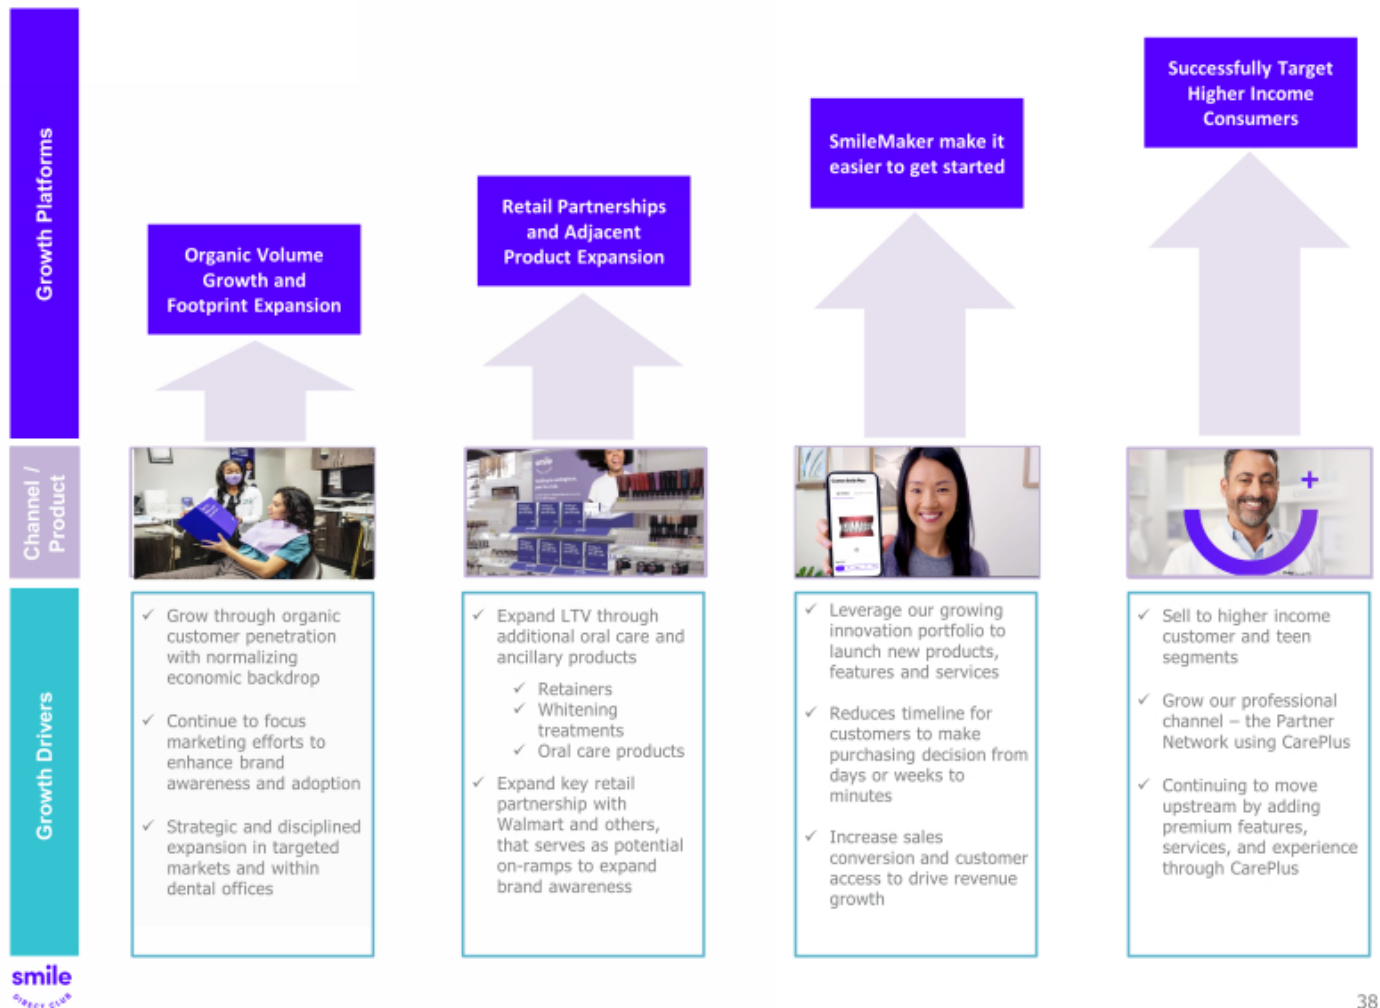 Growth Platforms
Organic Volume
Growth and
Footprint Expansion
Retail Partnerships
and Adjacent
Product Expansion
SmileMaker make it
easier to get started
Successfully Target
Higher Income
Consumers
Channel /
Product
smile
Growth Drivers
✓ Grow through organic
customer penetration
with normalizing
economic backdrop
✓ Continue to focus
marketing efforts to
enhance brand
awareness and adoption
✓ Strategic and disciplined
expansion in targeted
markets and within
dental offices
✓ Expand LTV through
additional oral care and
ancillary products
✓ Retainers
✓ Whitening
treatments
✓ Oral care products
✓ Expand key retail
partnership with
Walmart and others,
that serves as potential
on-ramps to expand
brand awareness
✓ Leverage our growing
innovation portfolio to
launch new products,
features and services
✓ Reduces timeline for
customers to make
purchasing decision from
days or weeks to
minutes
✓ Increase sales
conversion and customer
access to drive revenue
growth
✓ Sell to higher income
customer and teen
segments
✓ Grow our professional
channel – the Partner
Network using CarePlus
✓ Continuing to move
upstream by adding
premium features,
services, and experience
through CarePlus
smile
DIRECT CLUB
38